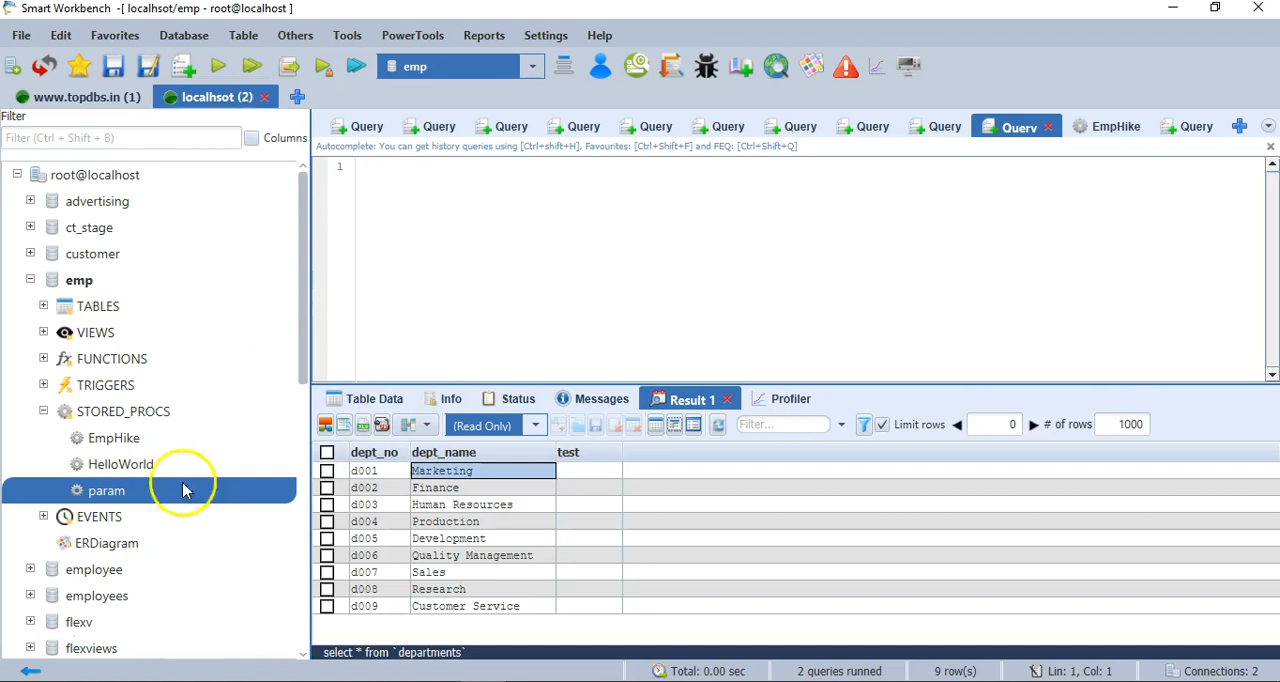 Smart Workbench -[ localhsot/emp - root@localhost ]
File Edit Favorites Database Table Others Tools PowerTools Reports Settings Help
emp
www.topdbs.in (1) localhsot (2)
Filter
Filter (Ctrl + Shift + B) Columns
root@localhost
advertising
ct_stage
customer
emp
TABLES
VIEWS
fx FUNCTIONS
TRIGGERS
STORED_PROCS
EmpHike
HelloWorld
param
EVENTS
ERDiagram
employee
employees
flexv
flexviews
Query Query Query Query Query Query Query Query Query Query EmpHike Query
Autocomplete: You can get history queries using [Ctrl+shift+H], Favourites: [Ctrl+Shift+F] and FEQ: [Ctrl+Shift+Q]
1
Table Data Info Status Messages Result 1 Profiler
(Read Only) Filter... Limit rows 0 # of rows 1000
dept_no dept_name test
d001 Marketing
d002 Finance
d003 Human Resources
d004 Production
d005 Development
d006 Quality Management
d007 Sales
d008 Research
d009 Customer Service
select * from `departments`
Total: 0.00 sec 2 queries runned 9 row(s) Lin: 1, Col: 1 Connections: 2